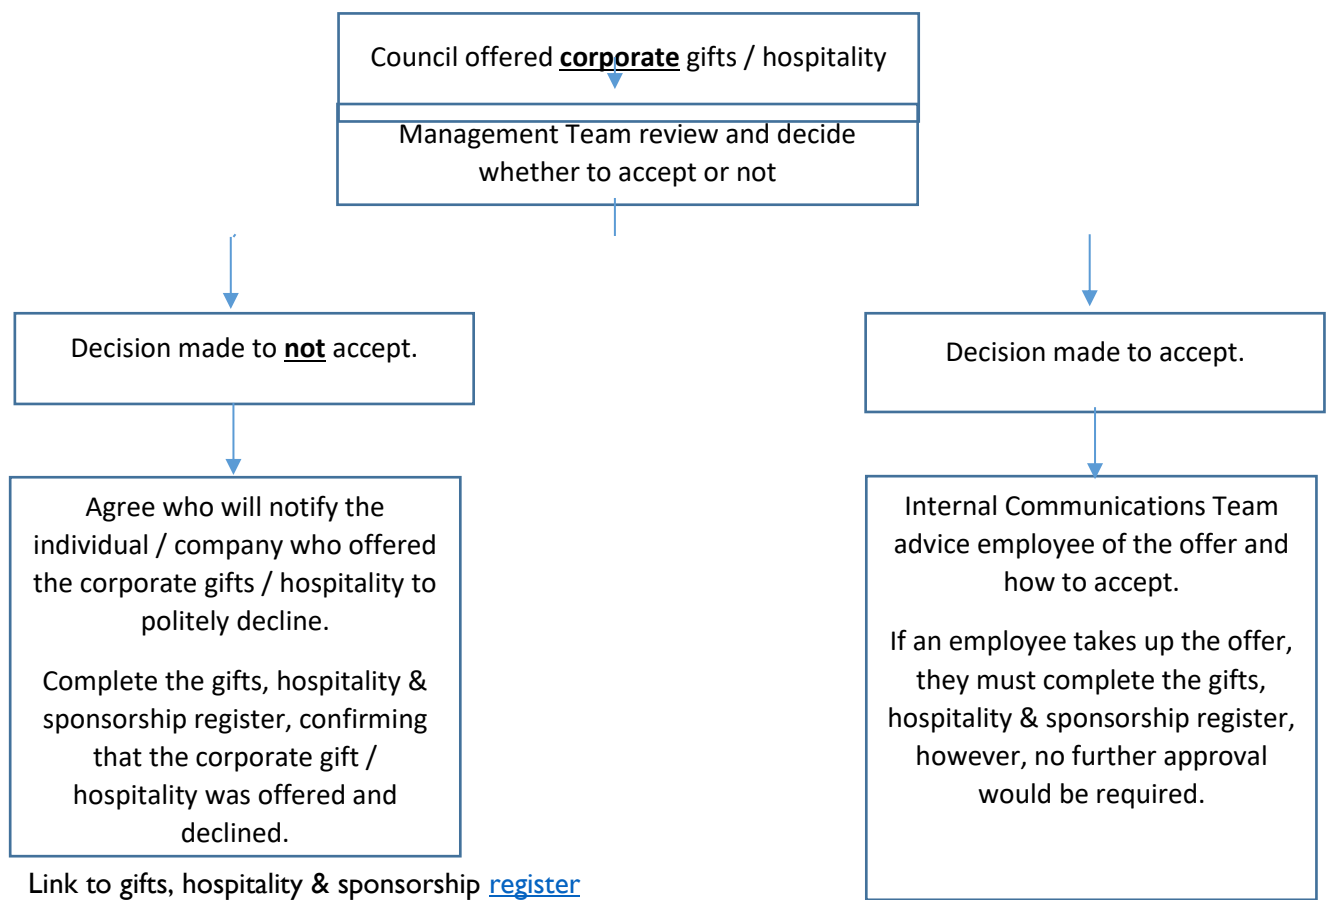 Council offered corporate gifts / hospitality
Management Team review and decide
whether to accept or not
Decision made to not accept.
Decision made to accept.
Agree who will notify the
individual / company who offered
the corporate gifts / hospitality to
politely decline.
Complete the gifts, hospitality &
sponsorship register, confirming
that the corporate gift /
hospitality was offered and
declined.
Internal Communications Team
advice employee of the offer and
how to accept.
If an employee takes up the offer,
they must complete the gifts,
hospitality & sponsorship register,
however, no further approval
would be required.
Link to gifts, hospitality & sponsorship register